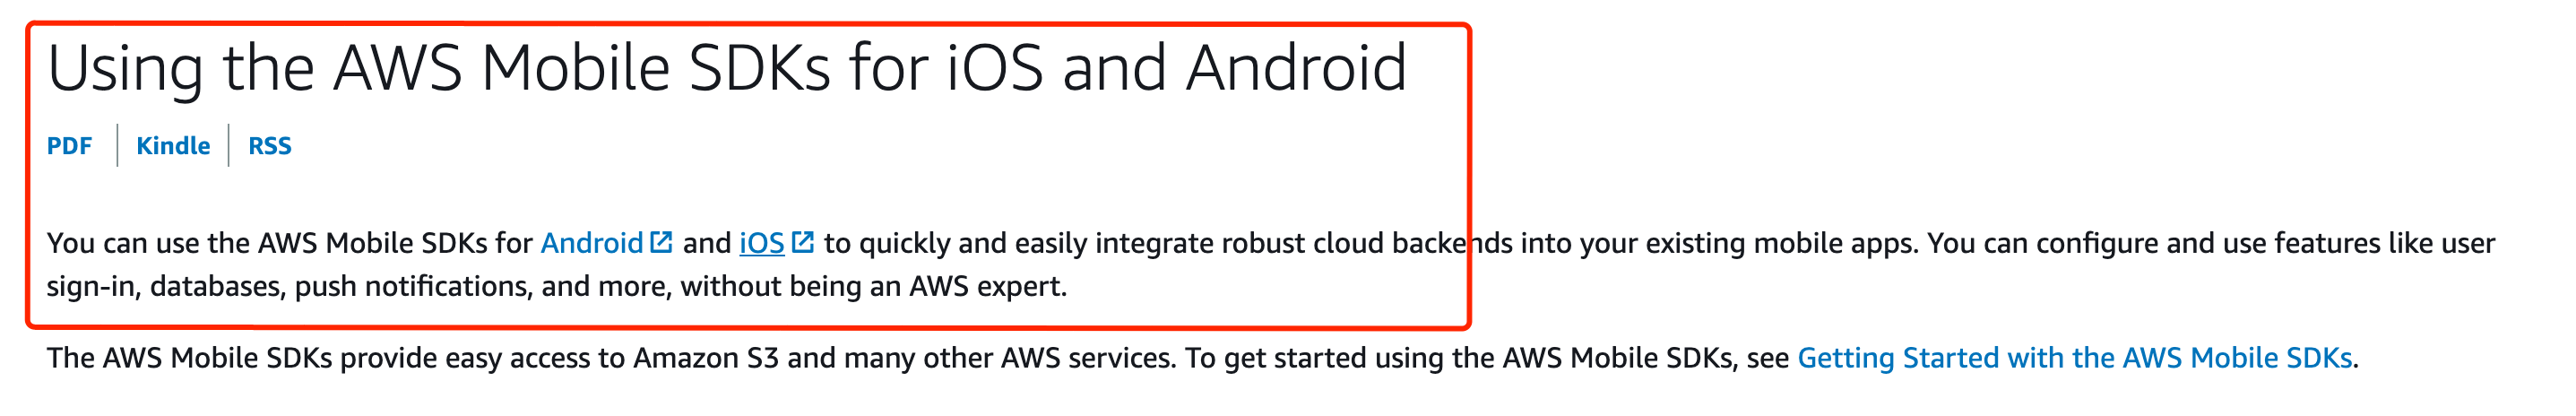 Using the AWS Mobile SDKs for iOS and Android
PDF Kindle RSS
You can use the AWS Mobile SDKs for Android and iOS to quickly and easily integrate robust cloud backends into your existing mobile apps. You can configure and use features like user
sign-in, databases, push notifications, and more, without being an AWS expert.
The AWS Mobile SDKs provide easy access to Amazon S3 and many other AWS services. To get started using the AWS Mobile SDKs, see Getting Started with the AWS Mobile SDKs.